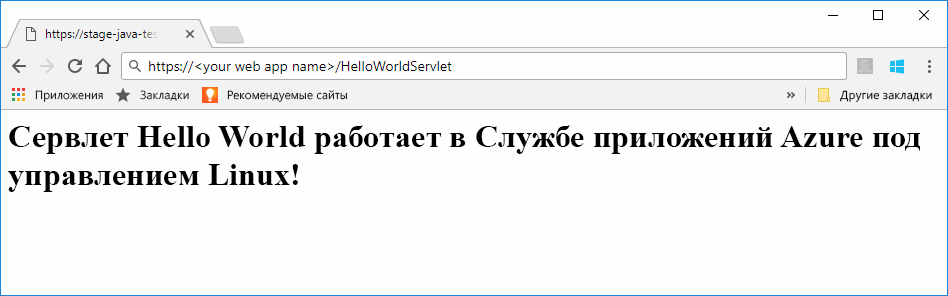 https://stage-java-tes
https://<your web app name>/HelloWorldServlet
Приложения Закладки Рекомендуемые сайты » Другие закладки
Сервлет Hello World работает в Службе приложений Azure под
управлением Linux!